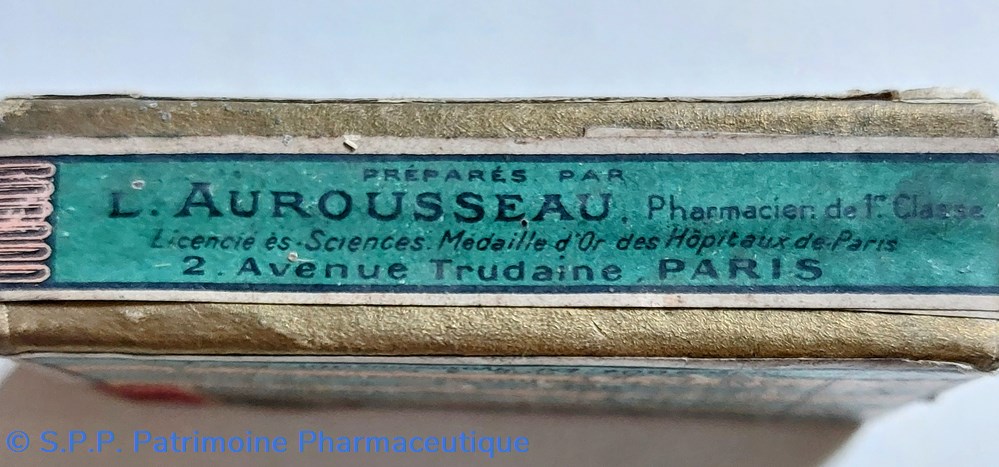 PRÉPARÉS PAR
L. AUROUSSEAU, Pharmacien de 1re Classe
Licencié ès-Sciences. Médaille d'Or des Hôpitaux de Paris
2. Avenue Trudaine PARIS
© S.P.P. Patrimoine Pharmaceutique